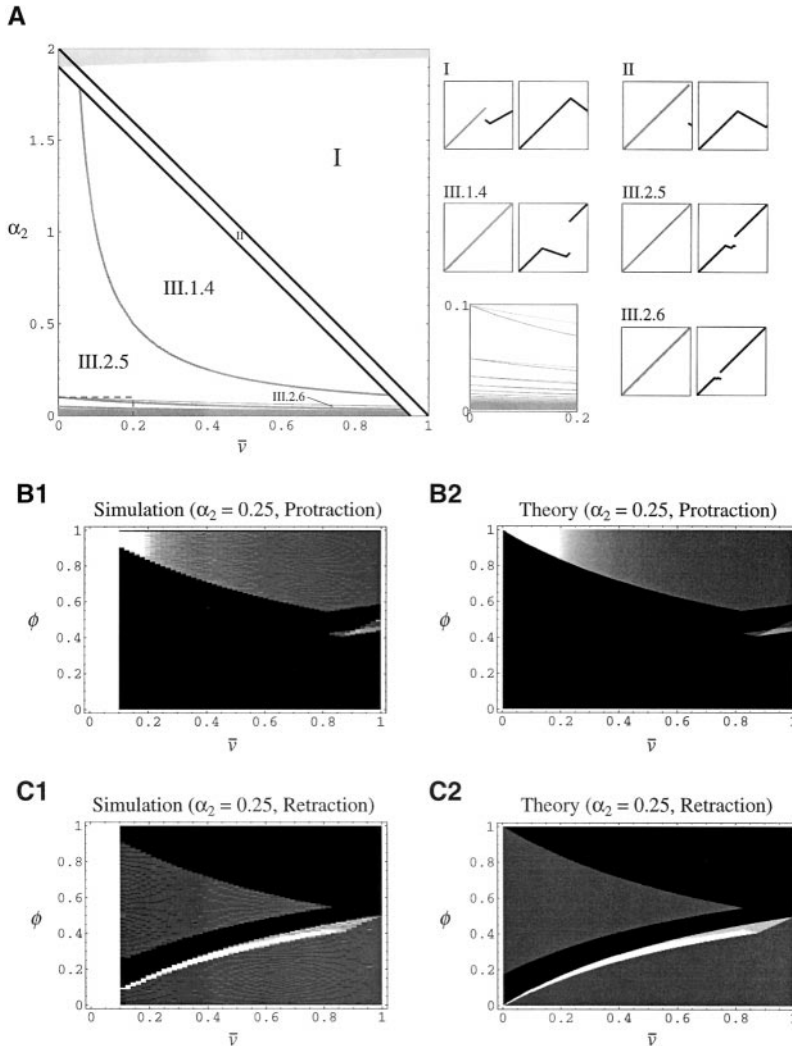 A
2
1.5
α2
1
0.5
0
I
II
III.1.4
III.2.5
III.2.6
0
0.2
0.4
0.6
0.8
1
v̄
I
II
III.1.4
III.2.5
0.1
0
0
0.2
III.2.6
B1
Simulation (α2 = 0.25, Protraction)
1
0.8
0.6
ϕ
0.4
0.2
0
0 0.2 0.4 0.6 0.8 1
v̄
B2
Theory (α2 = 0.25, Protraction)
1
0.8
0.6
ϕ
0.4
0.2
0
0 0.2 0.4 0.6 0.8 1
v̄
C1
Simulation (α2 = 0.25, Retraction)
1
0.8
0.6
ϕ
0.4
0.2
0
0 0.2 0.4 0.6 0.8 1
v̄
C2
Theory (α2 = 0.25, Retraction)
1
0.8
0.6
ϕ
0.4
0.2
0
0 0.2 0.4 0.6 0.8 1
v̄